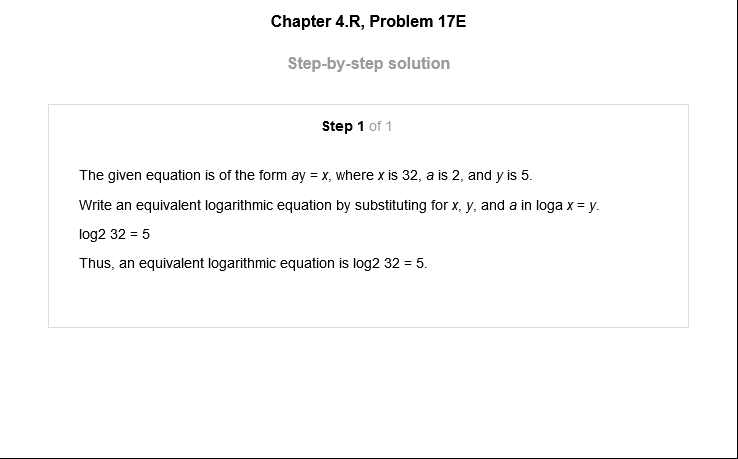 Chapter 4.R, Problem 17E
Step-by-step solution
Step 1 of 1
The given equation is of the form ay = x, where x is 32, a is 2, and y is 5.
Write an equivalent logarithmic equation by substituting for x, y, and a in loga x = y.
log2 32 = 5
Thus, an equivalent logarithmic equation is log2 32 = 5.